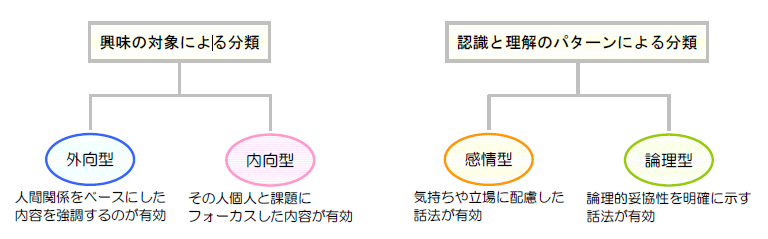 興味の対象による分類
認識と理解のパターンによる分類
外向型
内向型
感情型
論理型
人間関係をベースにした
内容を強調するのが有効
その人個人と課題に
フォーカスした内容が有効
気持ちや立場に配慮した
話法が有効
論理的妥協性を明確に示す
話法が有効